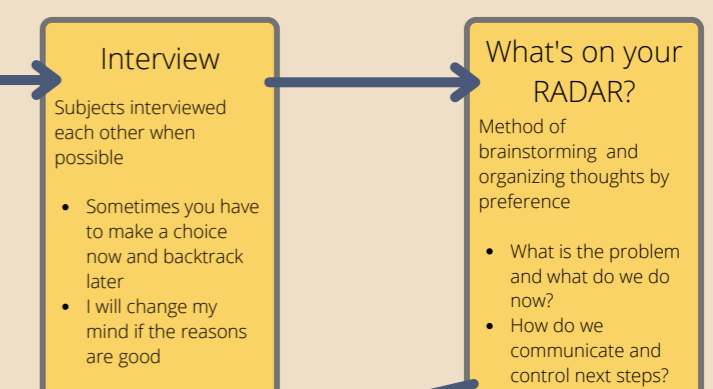 Interview
Subjects interviewed
each other when
possible
• Sometimes you have
to make a choice
now and backtrack
later
• I will change my
mind if the reasons
are good
What's on your
RADAR?
Method of
brainstorming and
organizing thoughts by
preference
• What is the problem
and what do we do
now?
• How do we
communicate and
control next steps?